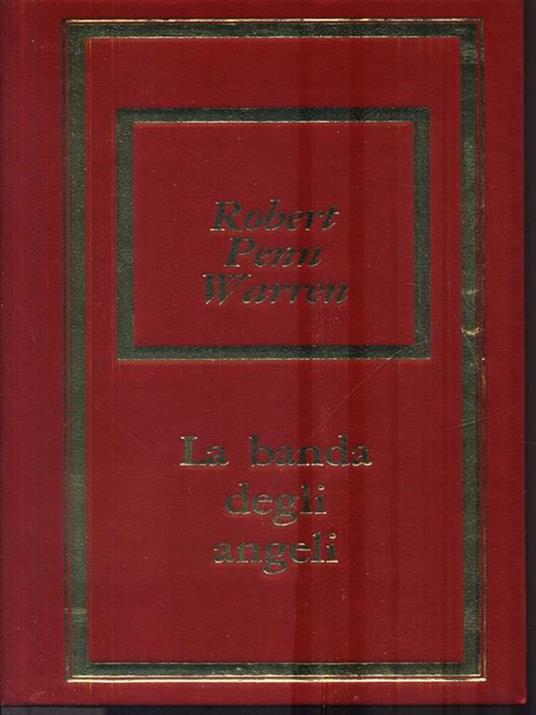 Robert
Penn
Warren
La banda
degli
angeli